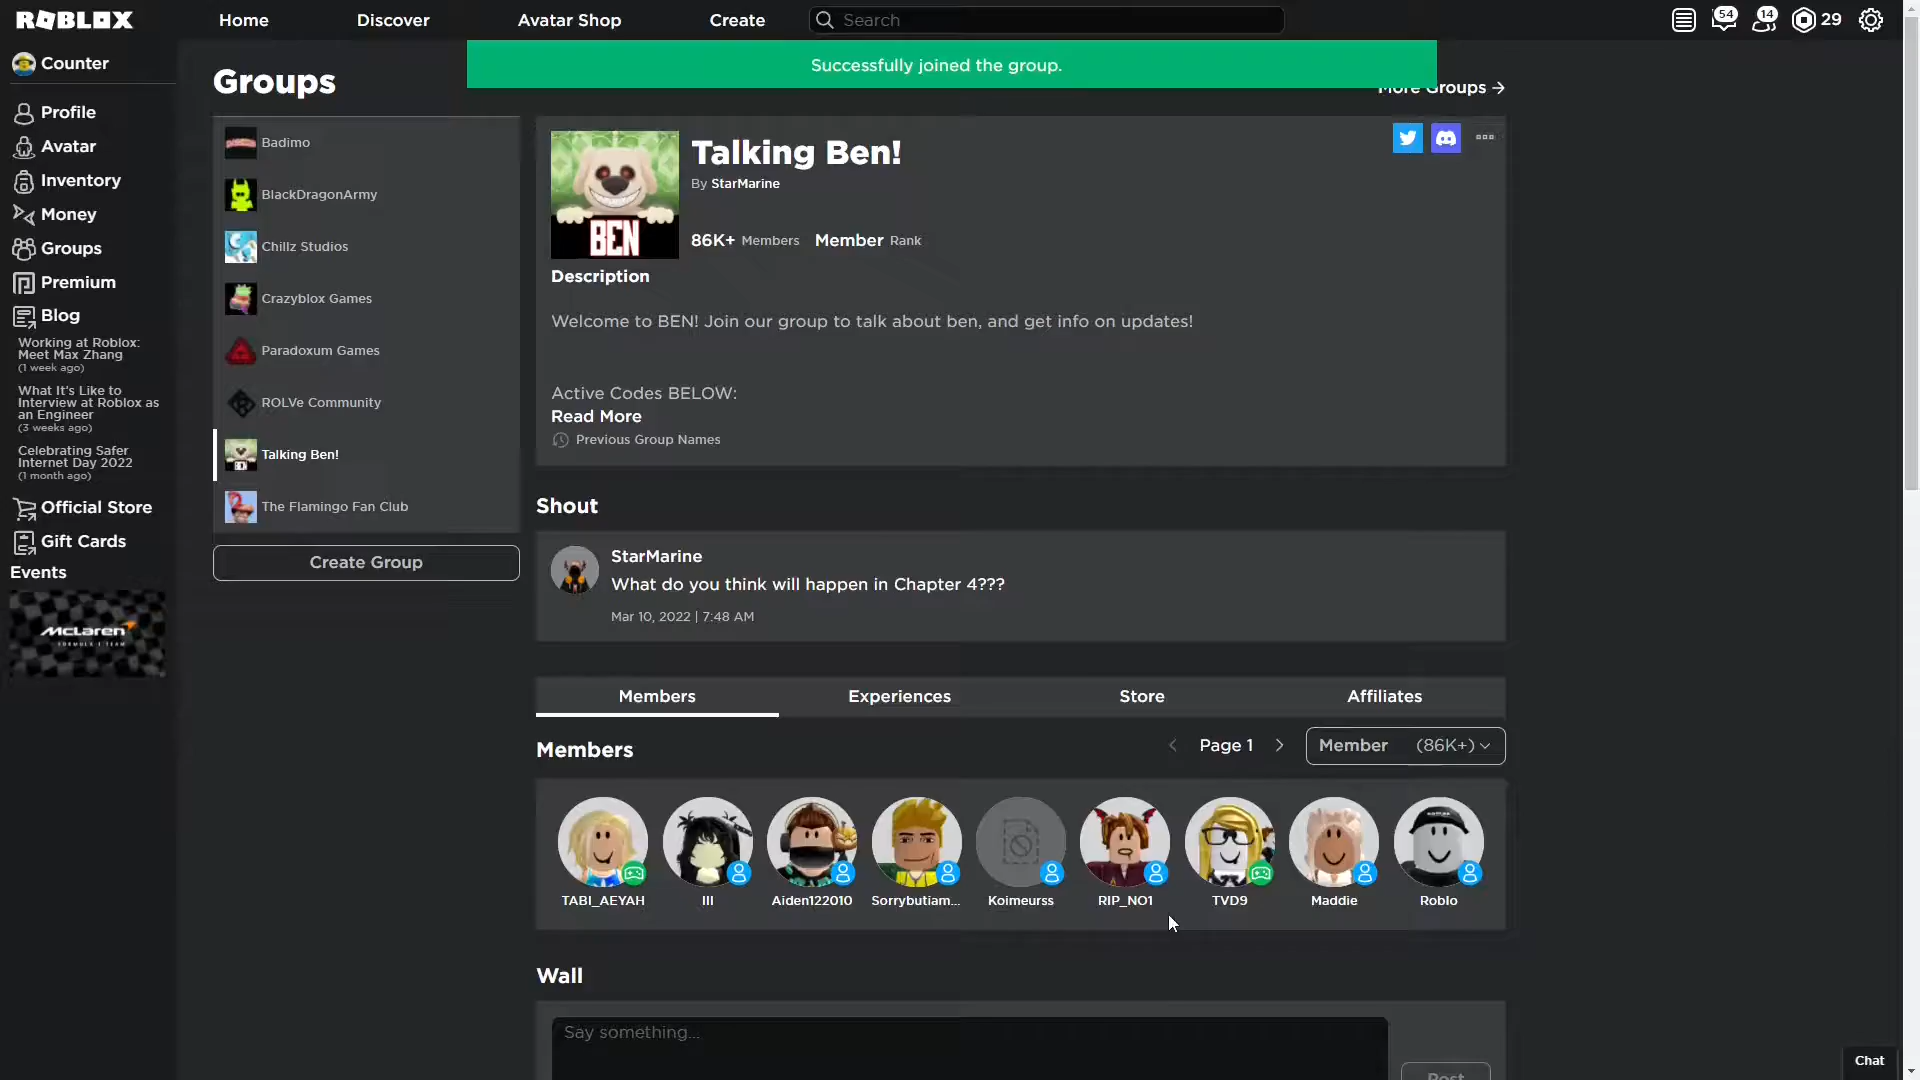 ROBLOX
Home
Discover
Avatar Shop
Create
Search
54
14
29
Counter
Successfully joined the group.
Groups
More Groups →
Profile
Avatar
Inventory
Money
Groups
Premium
Blog
Working at Roblox:
Meet Max Zhang
(1 week ago)
What It's Like to
Interview at Roblox as
an Engineer
(3 weeks ago)
Celebrating Safer
Internet Day 2022
(1 month ago)
Official Store
Gift Cards
Events
McLaren
FORMULA 1 TEAM
Badimo
BlackDragonArmy
Chillz Studios
Crazyblox Games
Paradoxum Games
ROLVe Community
Talking Ben!
The Flamingo Fan Club
Create Group
BEN
Talking Ben!
By StarMarine
86K+ Members Member Rank
Description
Welcome to BEN! Join our group to talk about ben, and get info on updates!
Active Codes BELOW:
Read More
Previous Group Names
Shout
StarMarine
What do you think will happen in Chapter 4???
Mar 10, 2022 | 7:48 AM
Members
Experiences
Store
Affiliates
Members
Page 1
Member (86K+)
TABI_AEYAH
III
Aiden122010
Sorrybutiam...
Koimeurss
RIP_NO1
TVD9
Maddie
Roblo
Wall
Say something...
Post
Chat